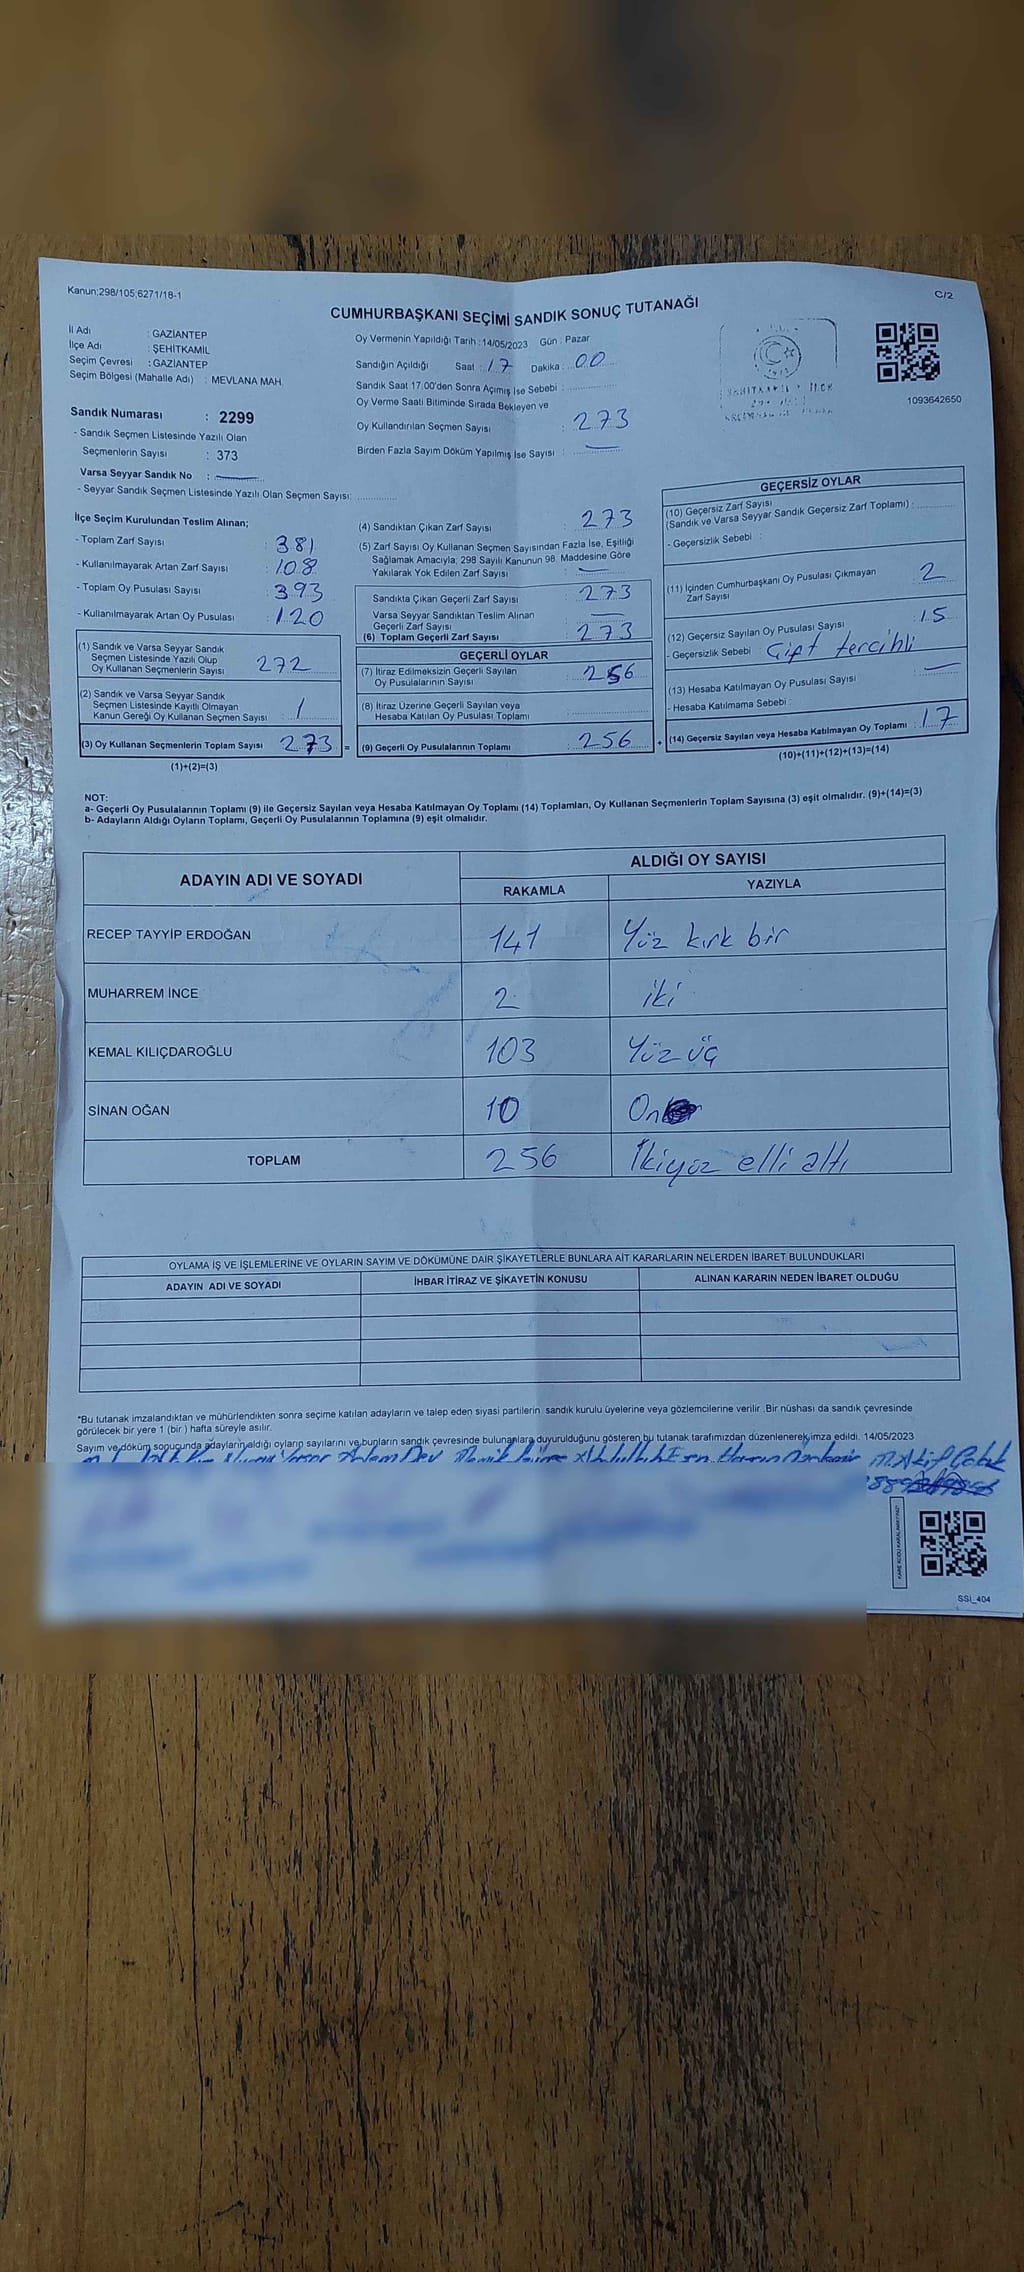 Kanun;298/105;6271/18-1
C/2
CUMHURBAŞKANI SEÇİMİ SANDIK SONUÇ TUTANAĞI
İl Adı : GAZİANTEP
İlçe Adı : ŞEHİTKAMİL
Seçim Çevresi : GAZİANTEP
Seçim Bölgesi (Mahalle Adı) : MEVLANA MAH.
Oy Vermenin Yapıldığı Tarih : 14/05/2023 Gün : Pazar
Sandığın Açıldığı Saat : 17 Dakika : 00
Sandık Saat 17.00'den Sonra Açımış İse Sebebi :
Oy Verme Saati Bitiminde Sırada Bekleyen ve
Oy Kullandırılan Seçmen Sayısı : 273
Birden Fazla Sayım Döküm Yapılmış İse Sayısı : —
1093642650
Sandık Numarası : 2299
- Sandık Seçmen Listesinde Yazılı Olan
Seçmenlerin Sayısı : 373
Varsa Seyyar Sandık No : —
- Seyyar Sandık Seçmen Listesinde Yazılı Olan Seçmen Sayısı:
İlçe Seçim Kurulundan Teslim Alınan;
- Toplam Zarf Sayısı : 381
- Kullanılmayarak Artan Zarf Sayısı : 108
- Toplam Oy Pusulası Sayısı : 393
- Kullanılmayarak Artan Oy Pusulası : 120
(1) Sandık ve Varsa Seyyar Sandık
Seçmen Listesinde Yazılı Olup
Oy Kullanan Seçmenlerin Sayısı 272
(2) Sandık ve Varsa Seyyar Sandık
Seçmen Listesinde Kayıtlı Olmayan
Kanun Gereği Oy Kullanan Seçmen Sayısı : 1
(3) Oy Kullanan Seçmenlerin Toplam Sayısı 273 =
(1)+(2)=(3)
(4) Sandıktan Çıkan Zarf Sayısı : 273
(5) Zarf Sayısı Oy Kullanan Seçmen Sayısından Fazla İse, Eşitliği
Sağlamak Amacıyla; 298 Sayılı Kanunun 98. Maddesine Göre
Yakılarak Yok Edilen Zarf Sayısı : —
Sandıkta Çıkan Geçerli Zarf Sayısı : 273
Varsa Seyyar Sandıktan Teslim Alınan
Geçerli Zarf Sayısı : —
(6) Toplam Geçerli Zarf Sayısı : 273
GEÇERLİ OYLAR
(7) İtiraz Edilmeksizin Geçerli Sayılan
Oy Pusulalarının Sayısı : 256
(8) İtiraz Üzerine Geçerli Sayılan veya
Hesaba Katılan Oy Pusulası Toplamı :
(9) Geçerli Oy Pusulalarının Toplamı : 256 +
GEÇERSİZ OYLAR
(10) Geçersiz Zarf Sayısı
(Sandık ve Varsa Seyyar Sandık Geçersiz Zarf Toplamı) :
- Geçersizlik Sebebi :
(11) İçinden Cumhurbaşkanı Oy Pusulası Çıkmayan
Zarf Sayısı : 2
(12) Geçersiz Sayılan Oy Pusulası Sayısı : 15
- Geçersizlik Sebebi : Çift tercihli
(13) Hesaba Katılmayan Oy Pusulası Sayısı : —
- Hesaba Katılmama Sebebi :
(14) Geçersiz Sayılan veya Hesaba Katılmayan Oy Toplamı : 17
(10)+(11)+(12)+(13)=(14)
NOT:
a- Geçerli Oy Pusulalarının Toplamı (9) ile Geçersiz Sayılan veya Hesaba Katılmayan Oy Toplamı (14) Toplamları, Oy Kullanan Seçmenlerin Toplam Sayısına (3) eşit olmalıdır. (9)+(14)=(3)
b- Adayların Aldığı Oyların Toplamı, Geçerli Oy Pusulalarının Toplamına (9) eşit olmalıdır.
ADAYIN ADI VE SOYADI ALDIĞI OY SAYISI
RAKAMLA YAZIYLA
RECEP TAYYİP ERDOĞAN 141 Yüz kırk bir
MUHARREM İNCE 2 iki
KEMAL KILIÇDAROĞLU 103 Yüz üç
SİNAN OĞAN 10 On
TOPLAM 256 İkiyüz elli altı
OYLAMA İŞ VE İŞLEMLERİNE VE OYLARIN SAYIM VE DÖKÜMÜNE DAİR ŞİKAYETLERLE BUNLARA AİT KARARLARIN NELERDEN İBARET BULUNDUKLARI
ADAYIN ADI VE SOYADI İHBAR İTİRAZ VE ŞİKAYETİN KONUSU ALINAN KARARIN NEDEN İBARET OLDUĞU
*Bu tutanak imzalandıktan ve mühürlendikten sonra seçime katılan adayların ve talep eden siyasi partilerin sandık kurulu üyelerine veya gözlemcilerine verilir .Bir nüshası da sandık çevresinde
görülecek bir yere 1 (bir ) hafta süreyle asılır.
Sayım ve döküm sonucunda adayların aldığı oyların sayılarını ve bunların sandık çevresinde bulunanlara duyurulduğunu gösteren bu tutanak tarafımızdan düzenlenerek imza edildi. 14/05/2023
M. Akif
SSI_404